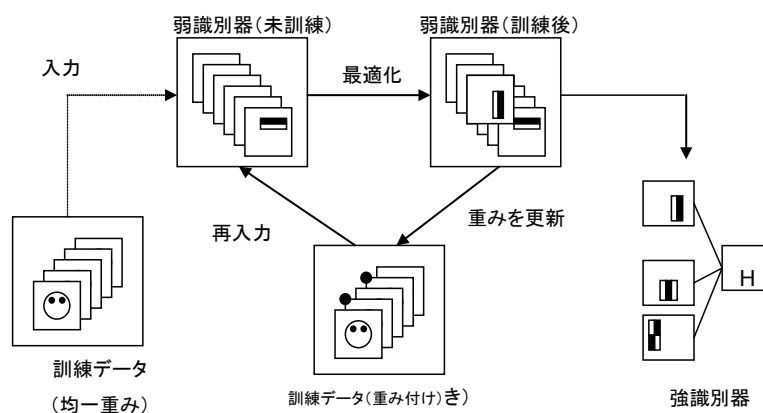 弱識別器(未訓練)
弱識別器(訓練後)
入力
最適化
再入力
重みを更新
H
訓練データ
(均一重み)
訓練データ(重み付け)き)
強識別器